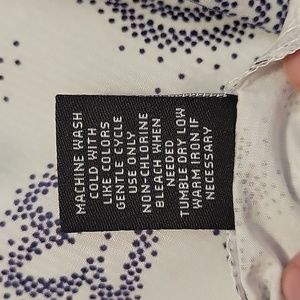 MACHINE WASH
COLD WITH
LIKE COLORS
GENTLE CYCLE
USE ONLY
NON-CHLORINE
BLEACH WHEN
NEEDED
TUMBLE DRY LOW
WARM IRON IF
NECESSARY